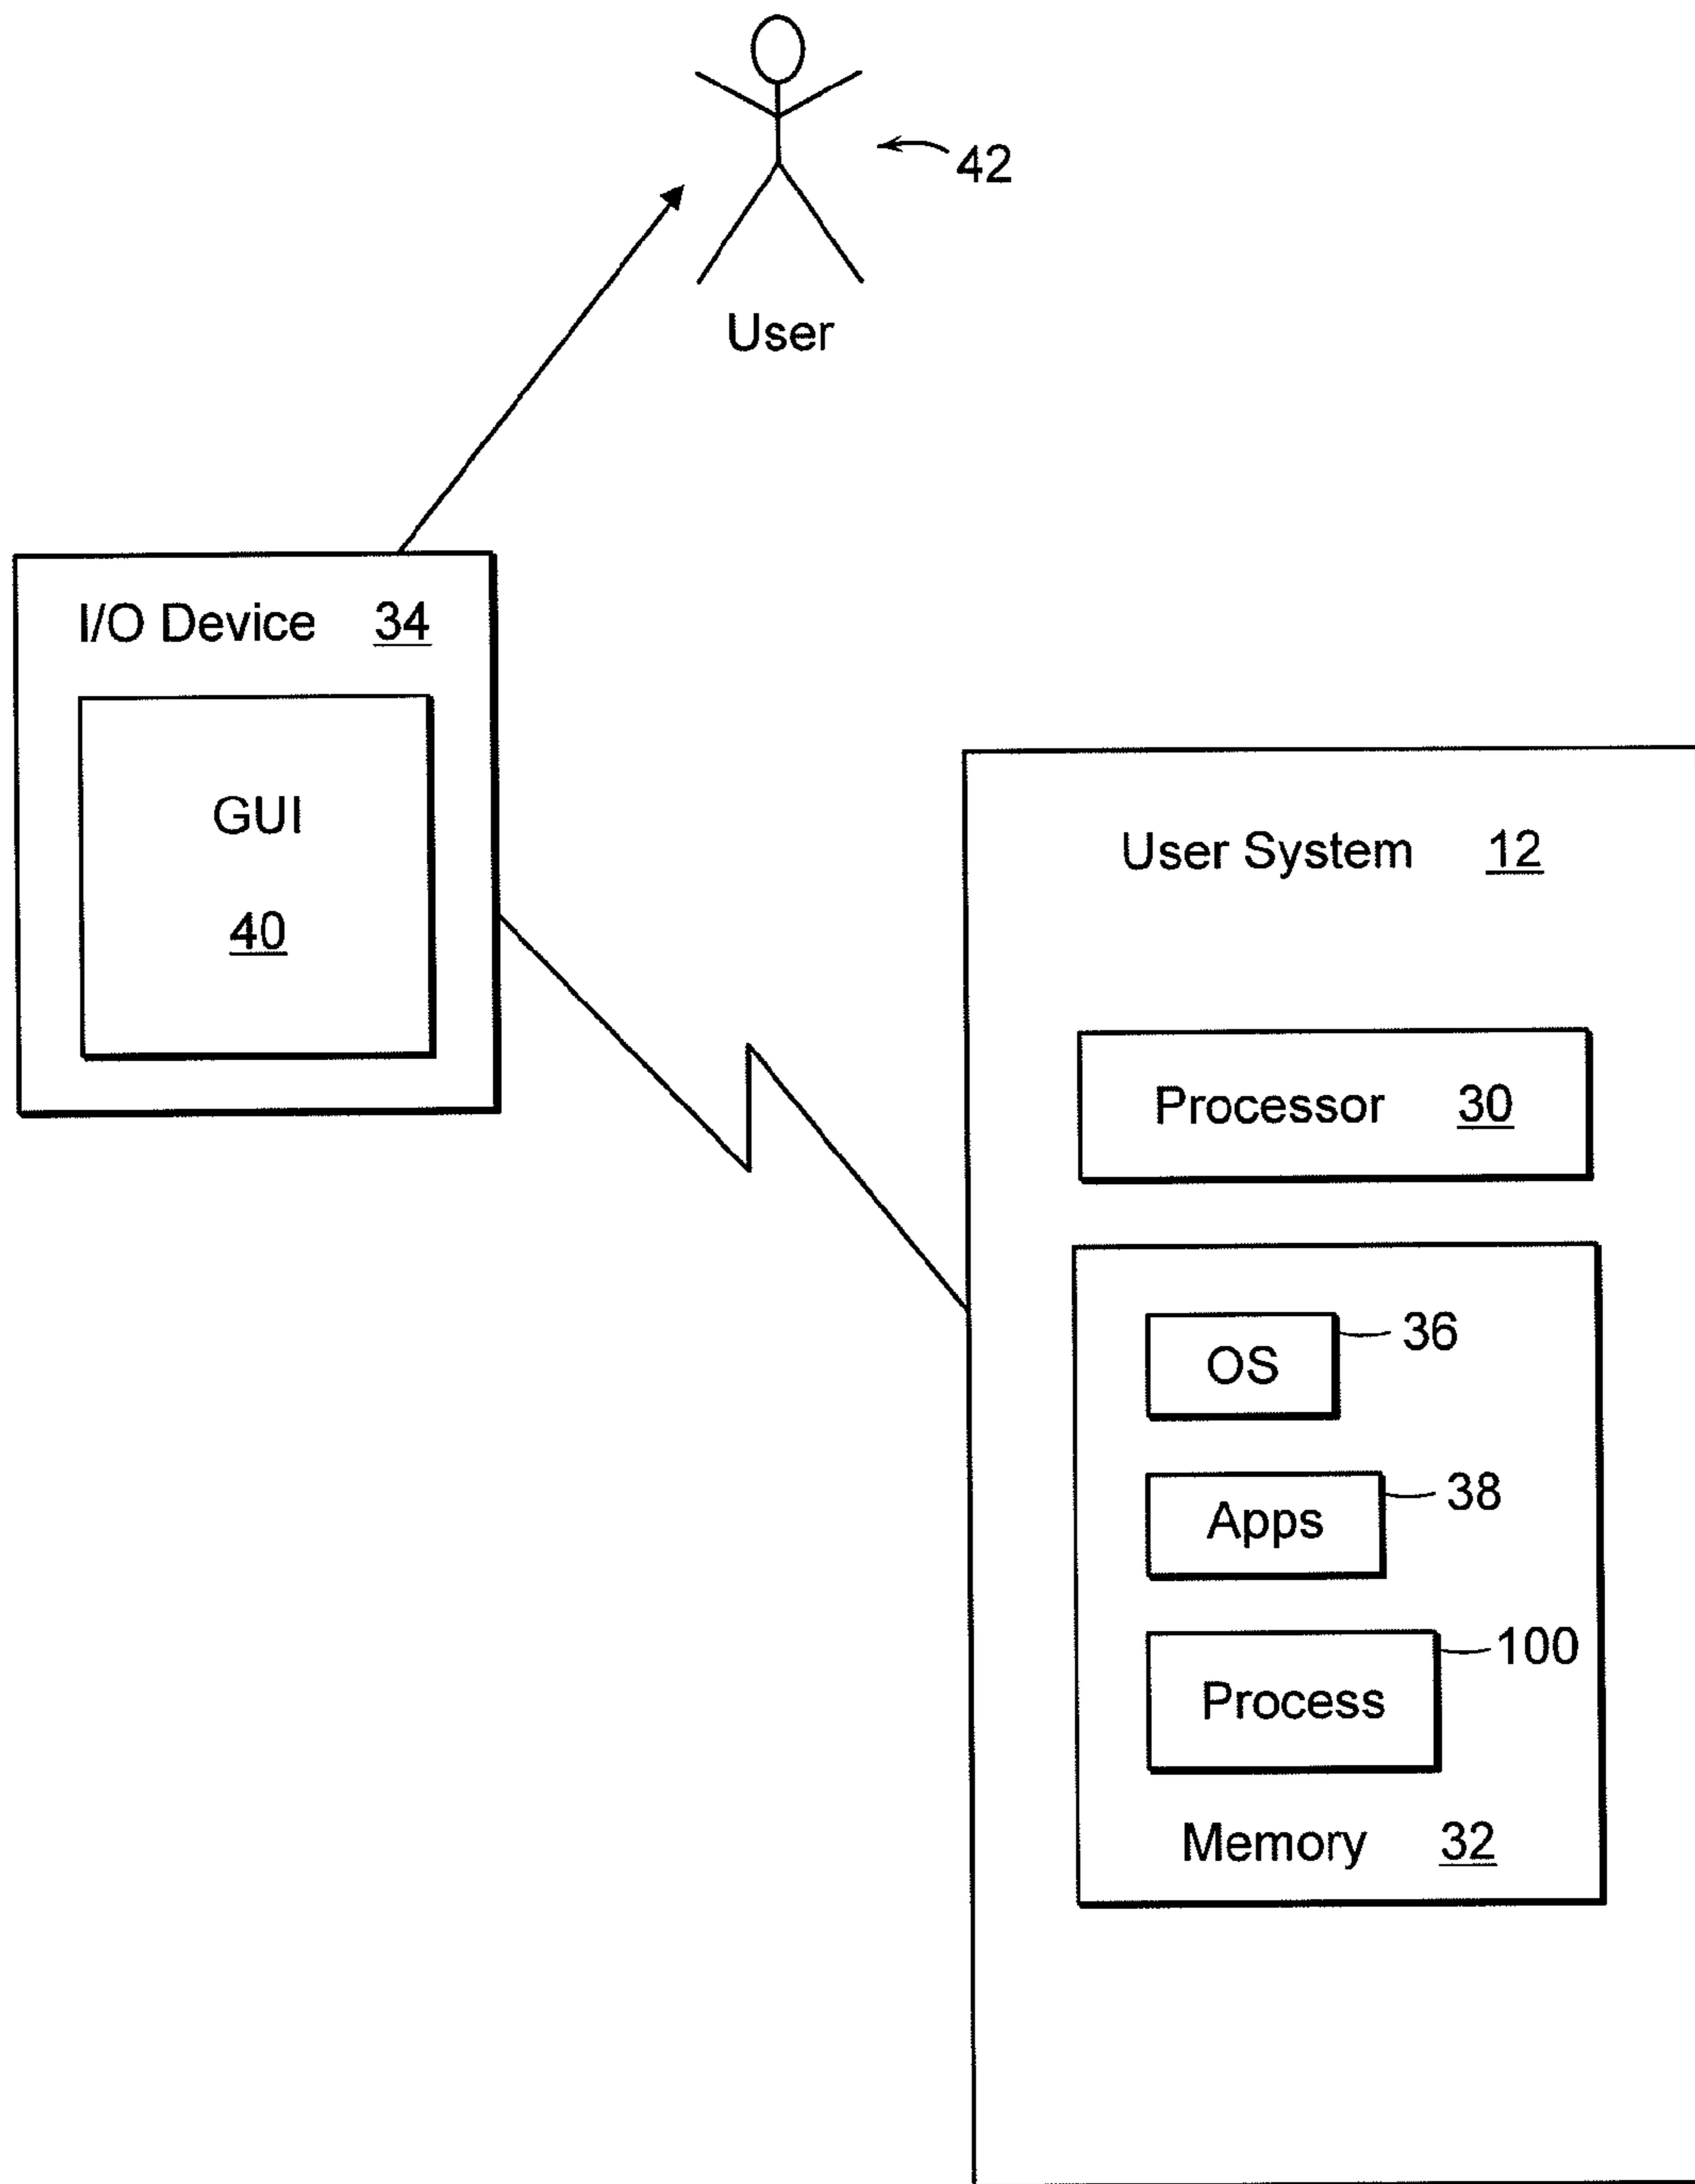 42
User
I/O Device 34
GUI
40
User System 12
Processor 30
OS
36
Apps
38
Process
100
Memory 32